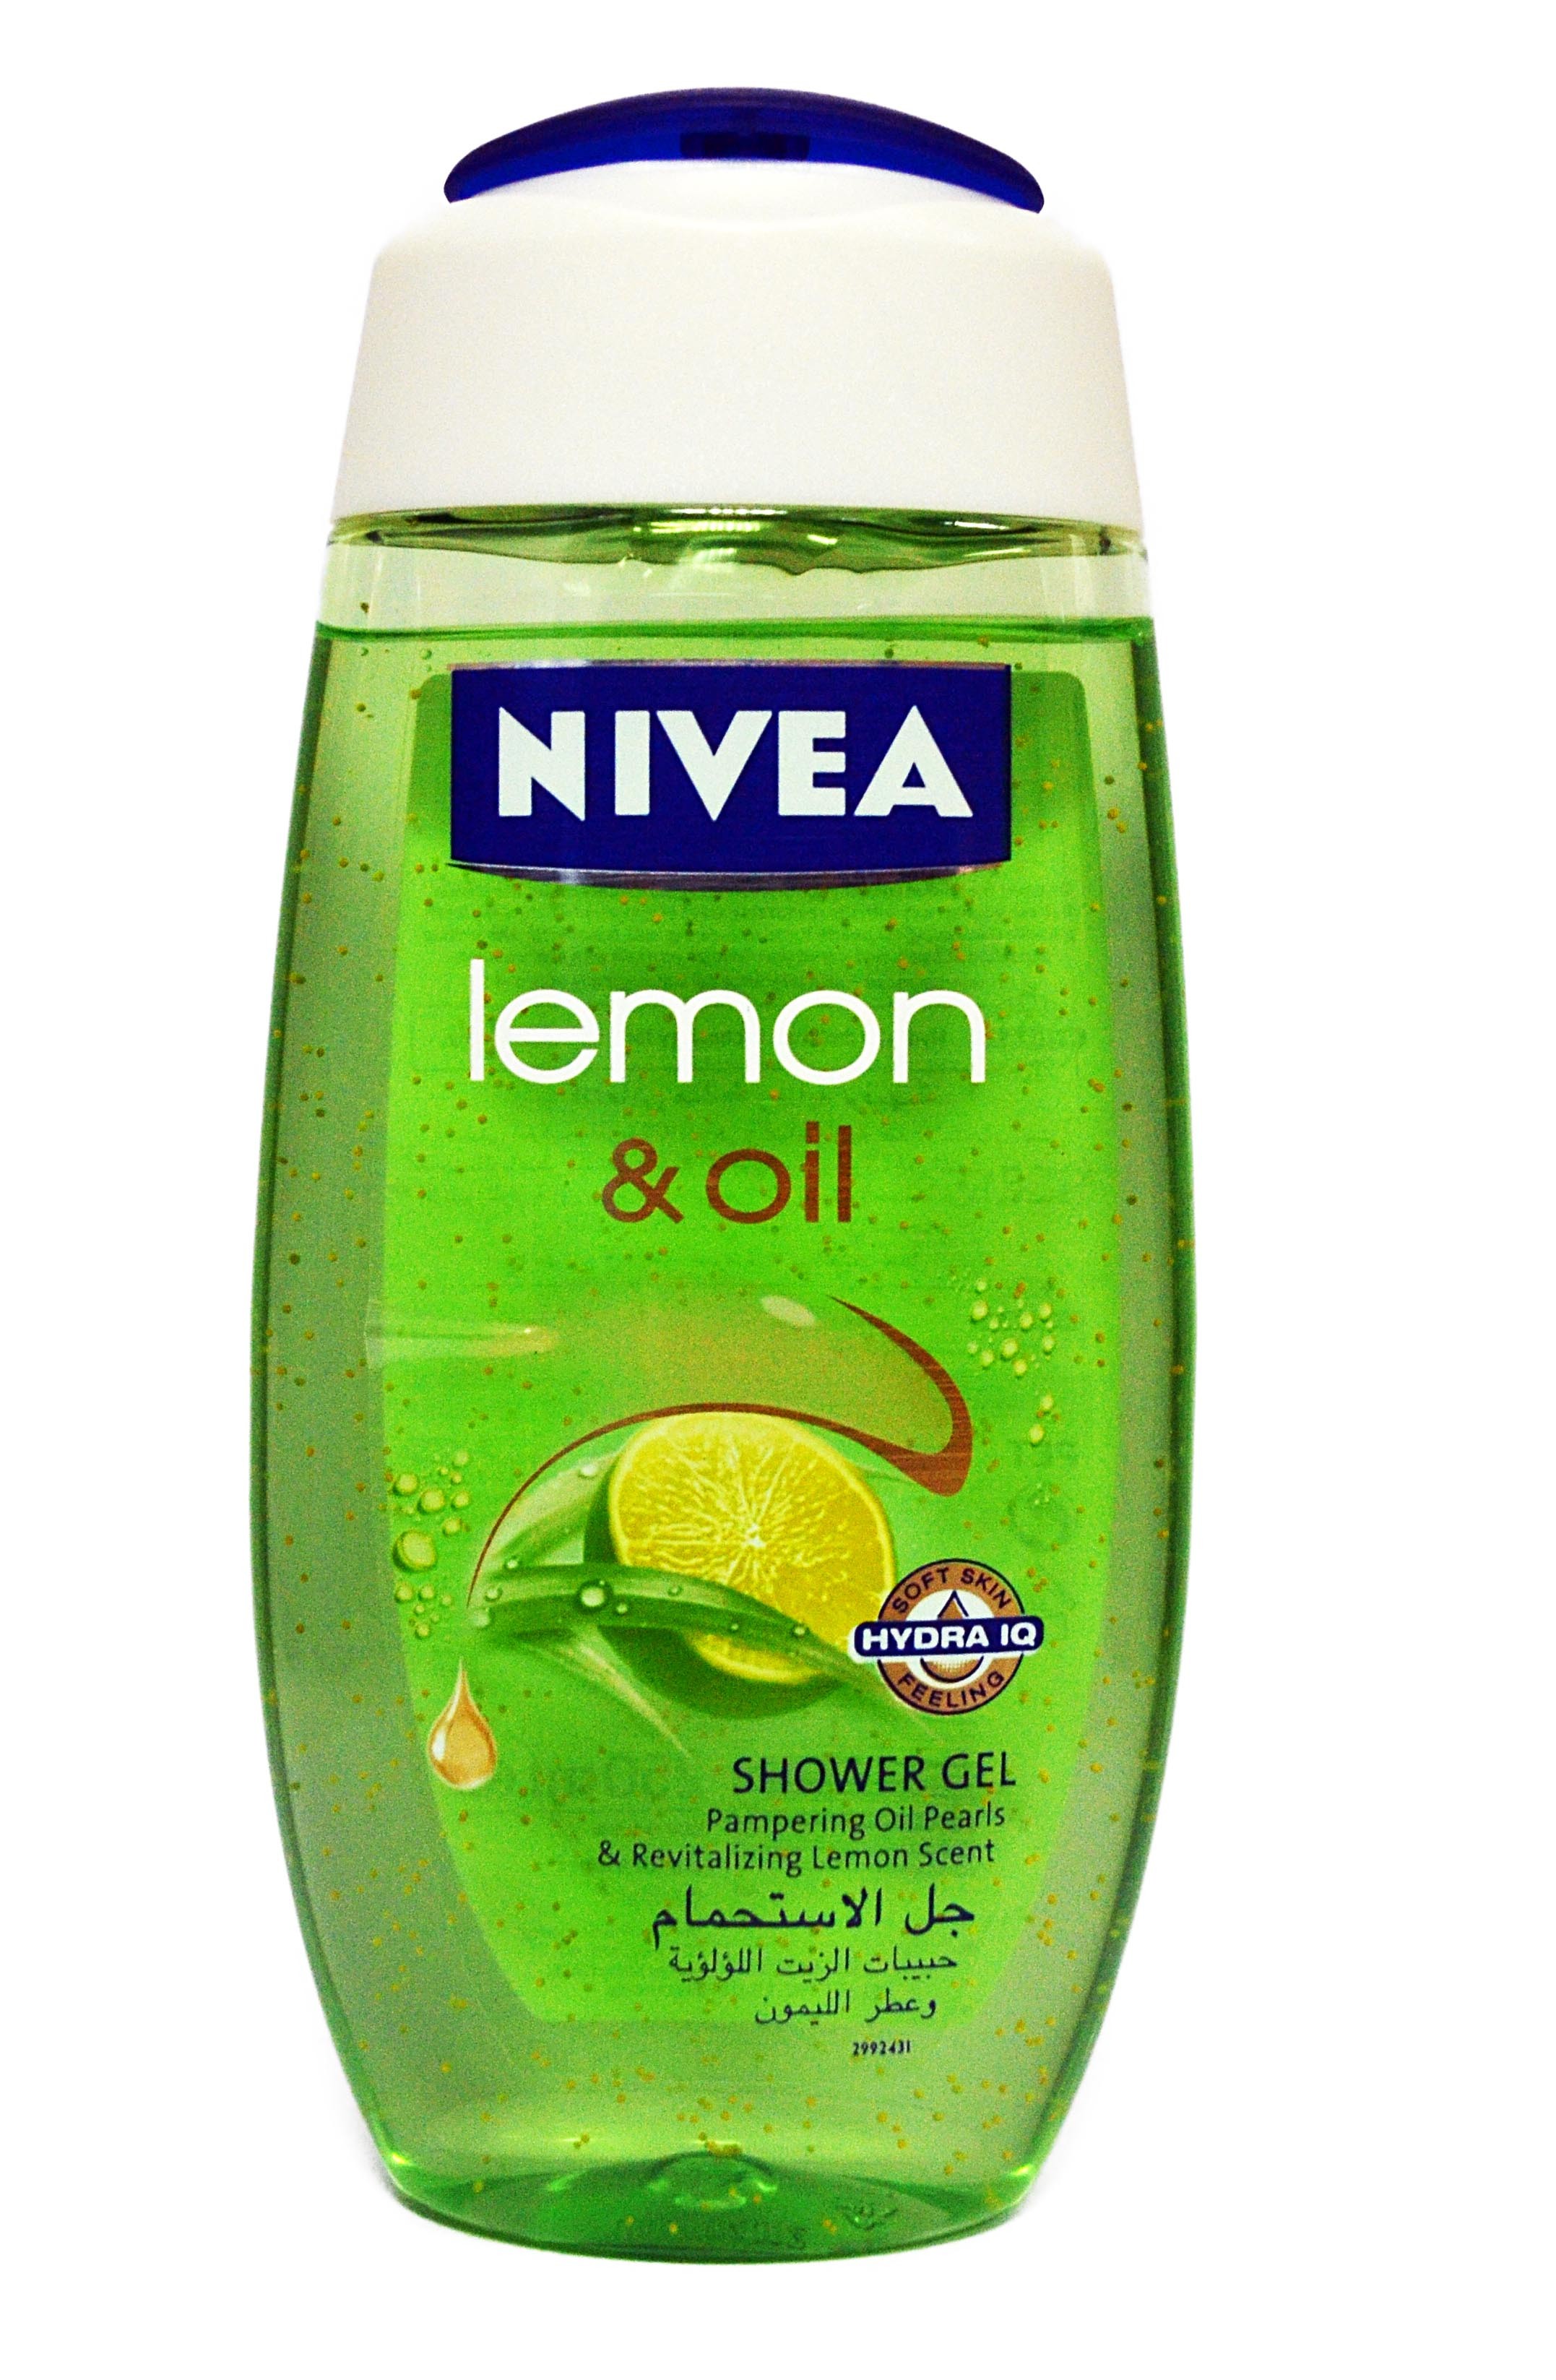 NIVEA
lemon
& oil
SOFT SKIN
HYDRA IQ
FEELING
SHOWER GEL
Pampering Oil Pearls
& Revitalizing Lemon Scent
جل الاستحمام
حبيبات الزيت اللؤلؤية
وعطر الليمون
2992431